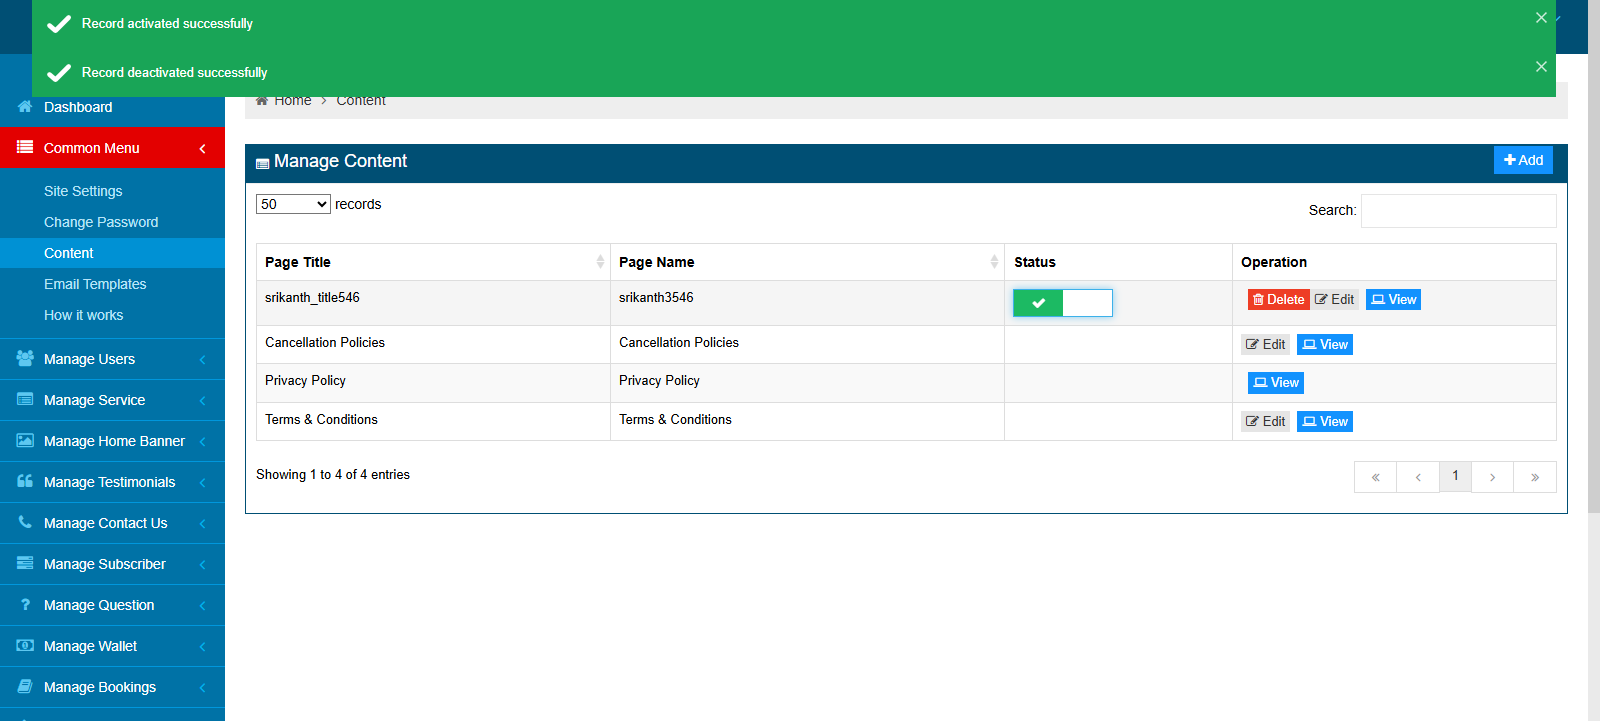 Record activated successfully
Record deactivated successfully
Dashboard
Common Menu
Site Settings
Change Password
Content
Email Templates
How it works
Manage Users
Manage Service
Manage Home Banner
Manage Testimonials
Manage Contact Us
Manage Subscriber
Manage Question
Manage Wallet
Manage Bookings
Home > Content
Manage Content
Add
50 records
Search:
Page Title Page Name Status Operation
srikanth_title546 srikanth3546 Delete Edit View
Cancellation Policies Cancellation Policies Edit View
Privacy Policy Privacy Policy View
Terms & Conditions Terms & Conditions Edit View
Showing 1 to 4 of 4 entries
« ‹ 1 › »